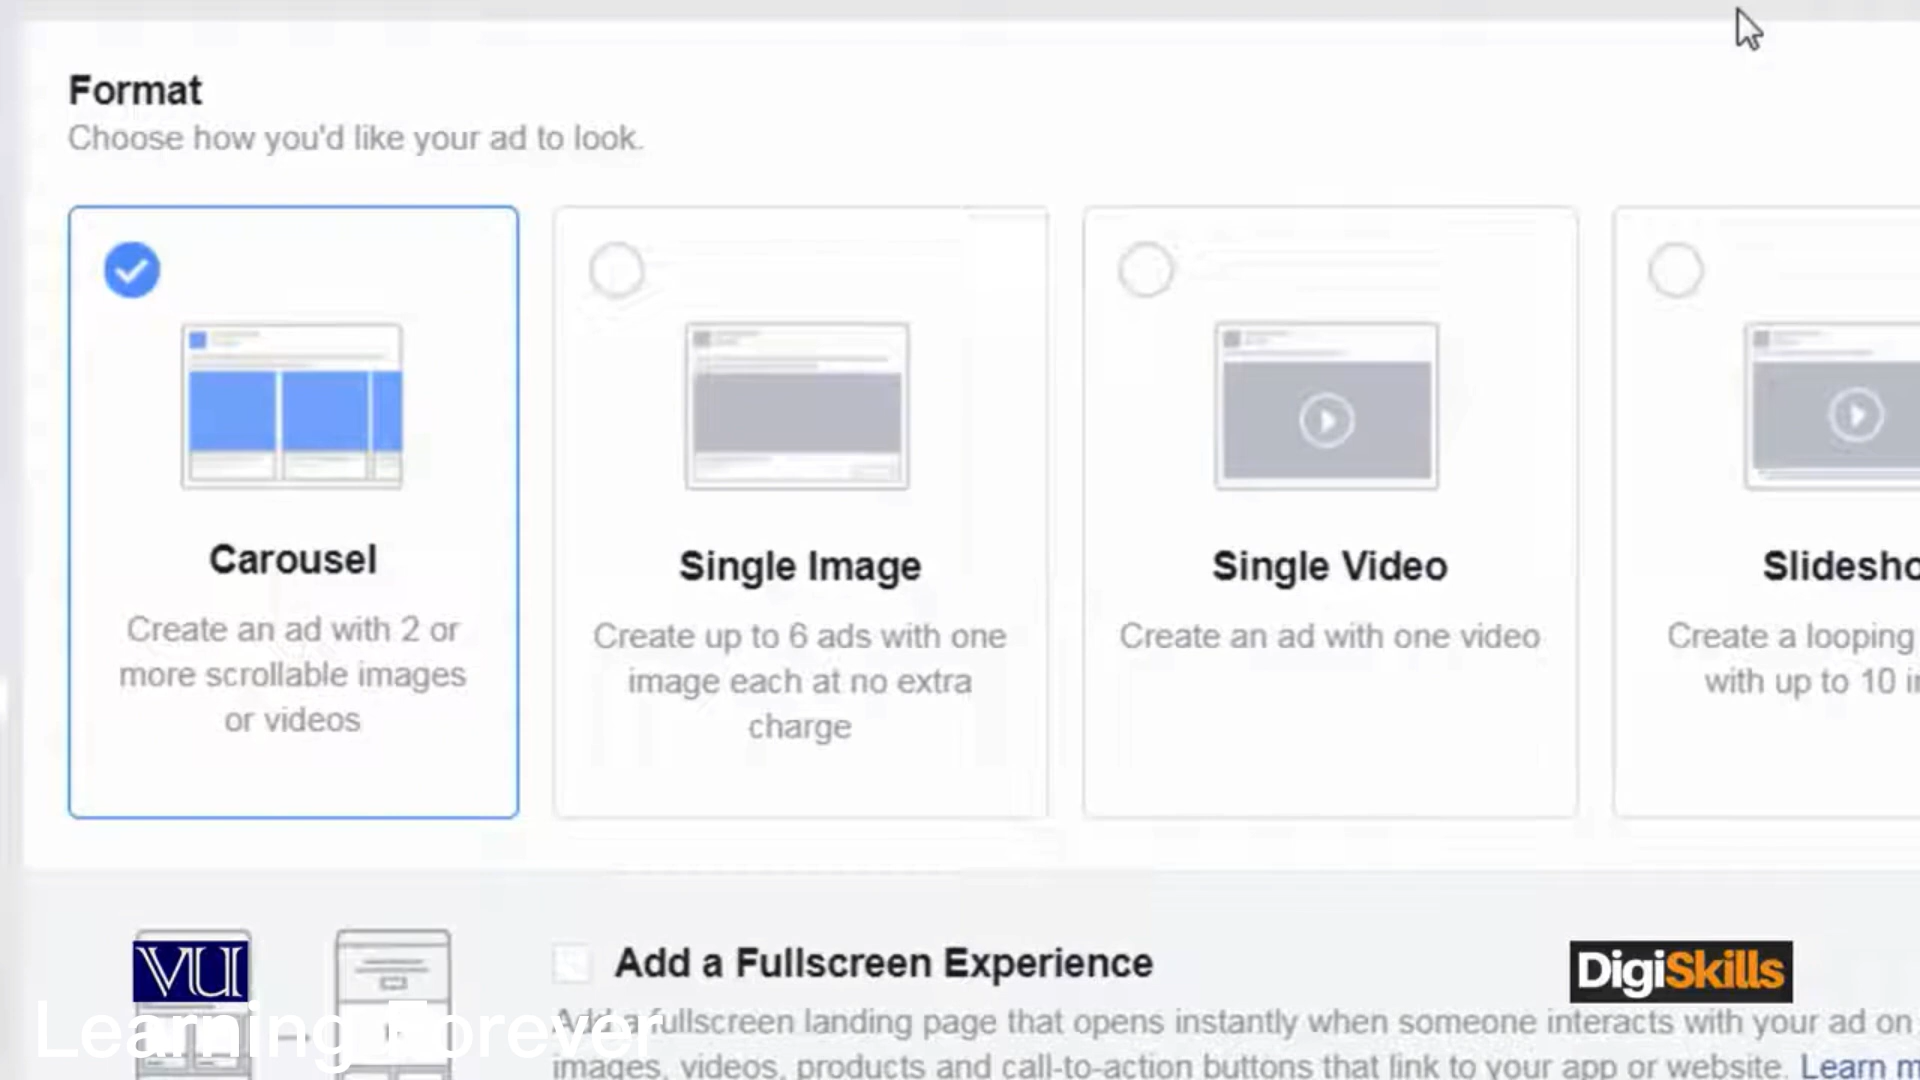 Format
Choose how you'd like your ad to look.
Carousel
Create an ad with 2 or
more scrollable images
or videos
Single Image
Create up to 6 ads with one
image each at no extra
charge
Single Video
Create an ad with one video
Slidesho
Create a looping
with up to 10
VU
Add a Fullscreen Experience
DigiSkills
Learning Forever
Add a fullscreen landing page that opens instantly when someone interacts with your ad on
images, videos, products and call-to-action buttons that link to your app or website. Learn m